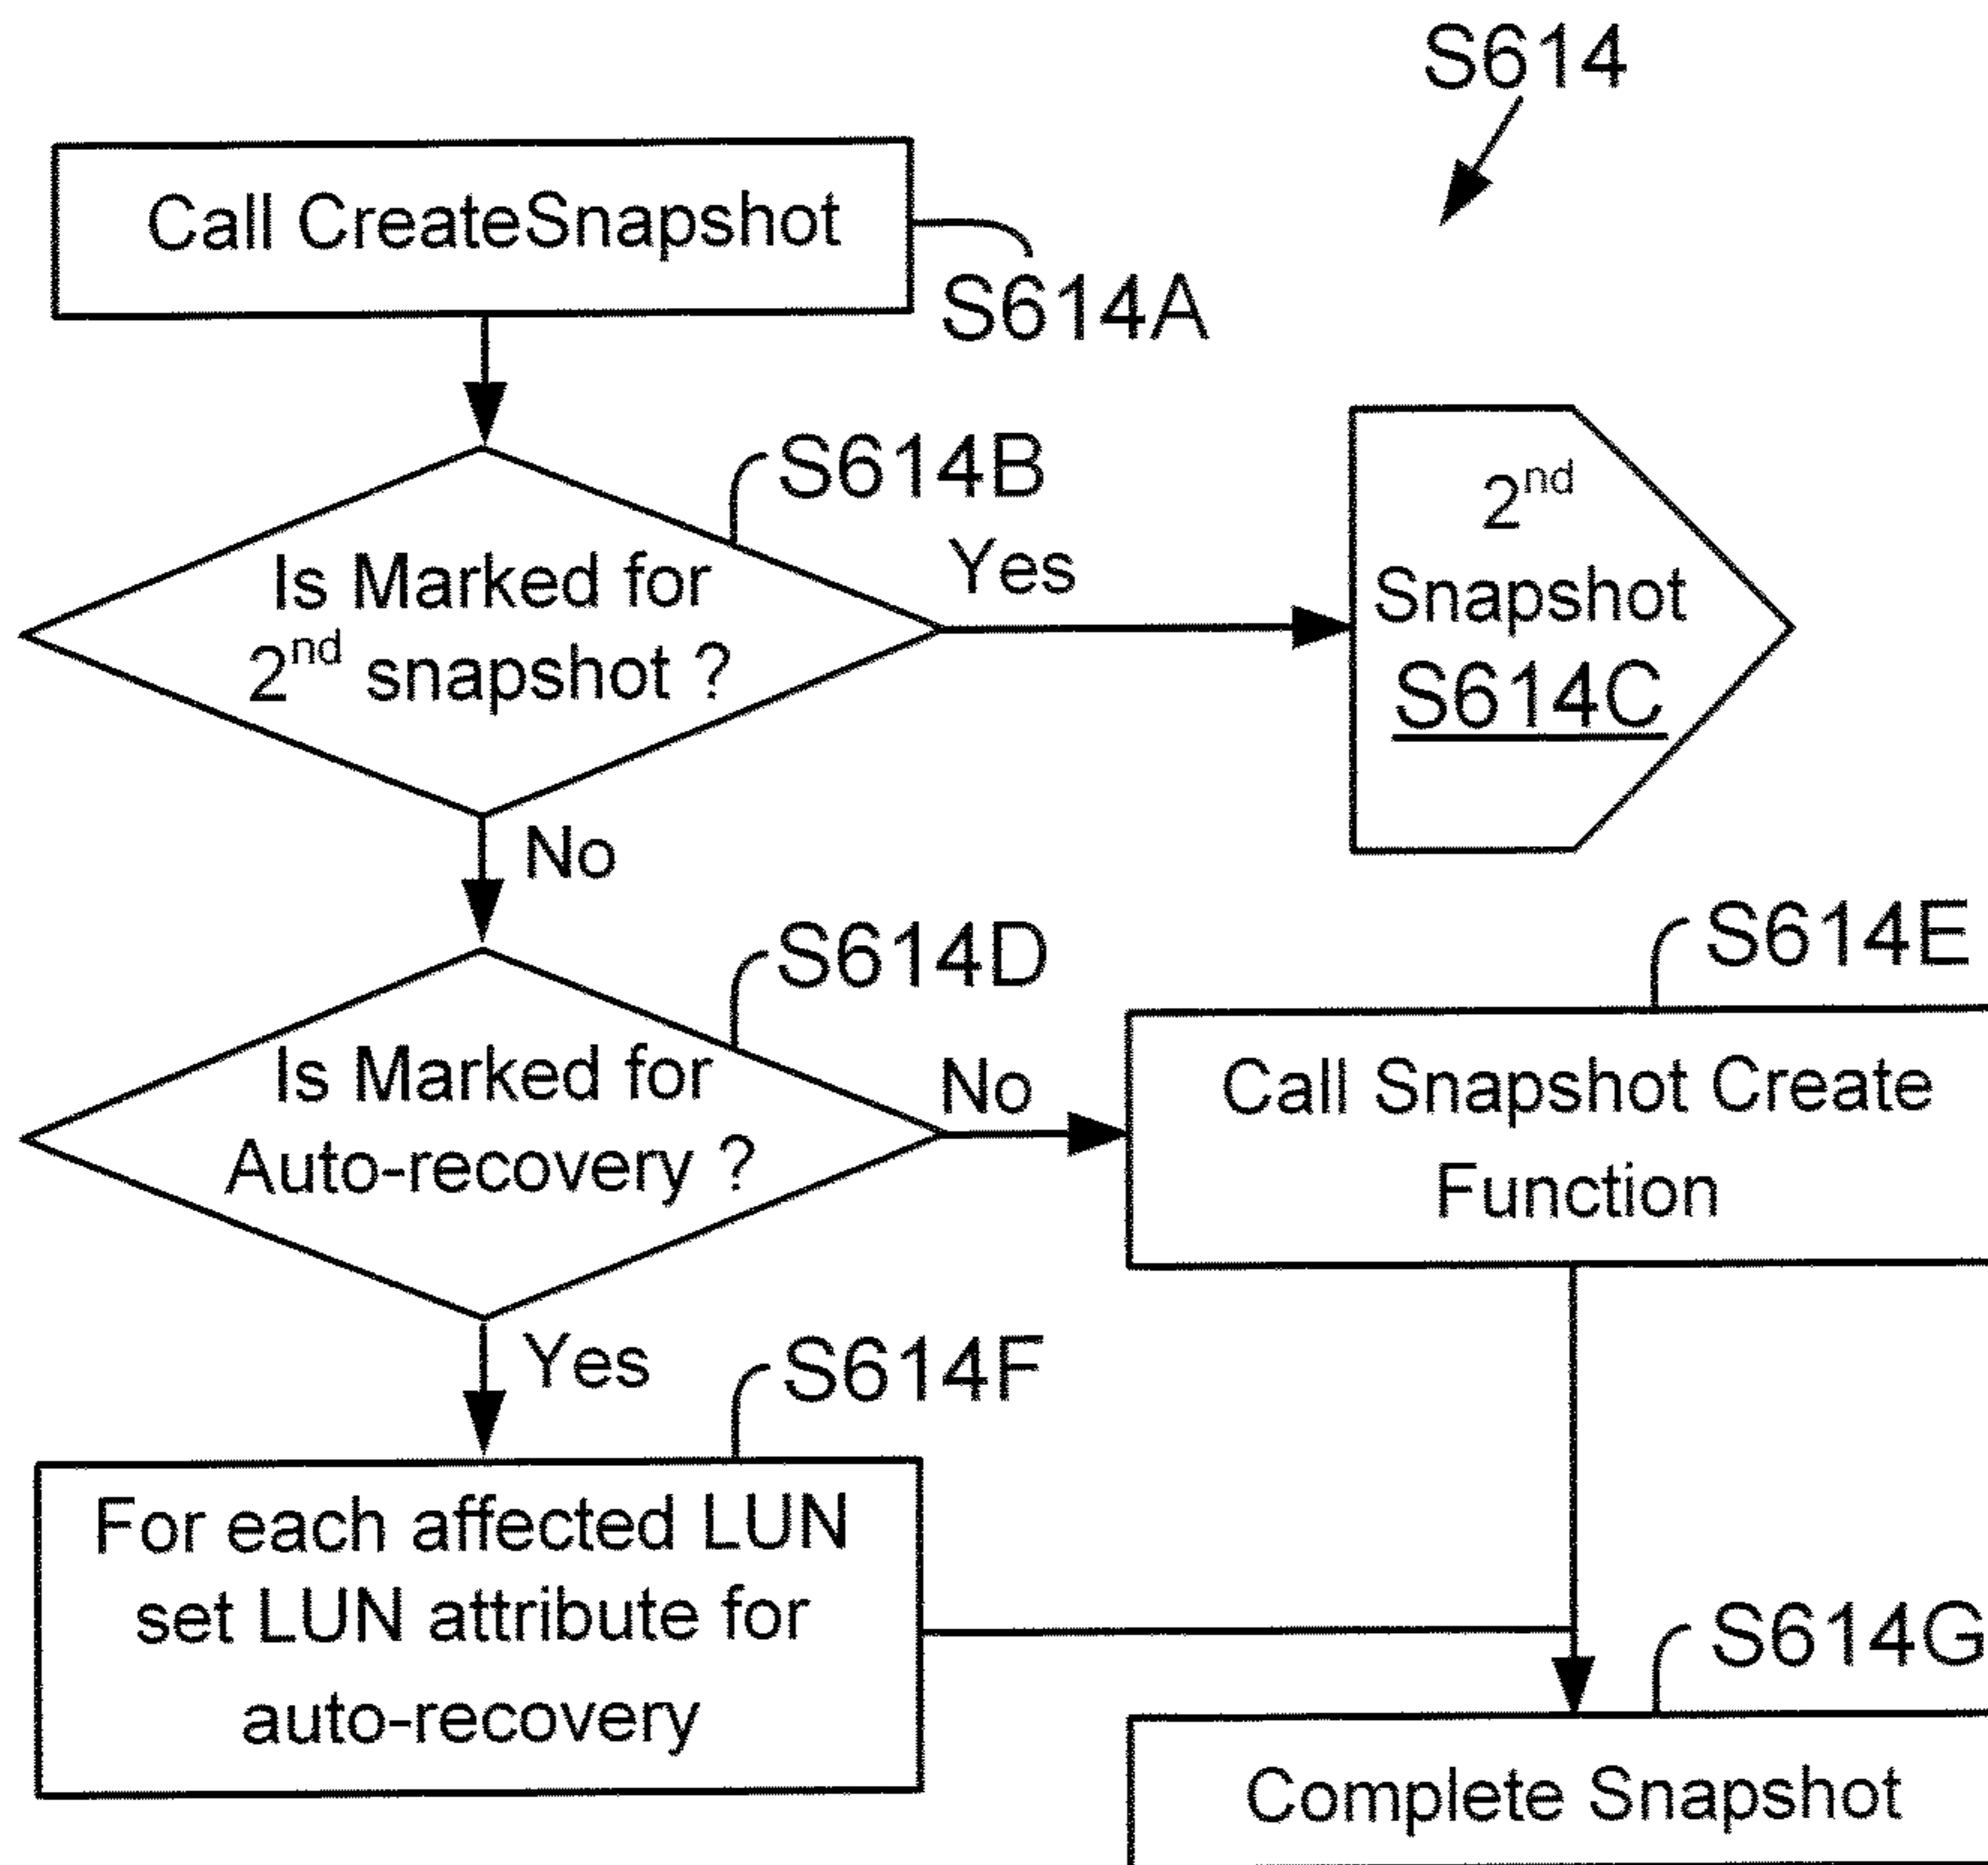 S614
Call CreateSnapshot
S614A
S614B
Is Marked for
2nd snapshot ?
Yes
2nd
Snapshot
S614C
No
S614D
Is Marked for
Auto-recovery ?
No
S614E
Call Snapshot Create
Function
Yes
S614F
For each affected LUN
set LUN attribute for
auto-recovery
S614G
Complete Snapshot